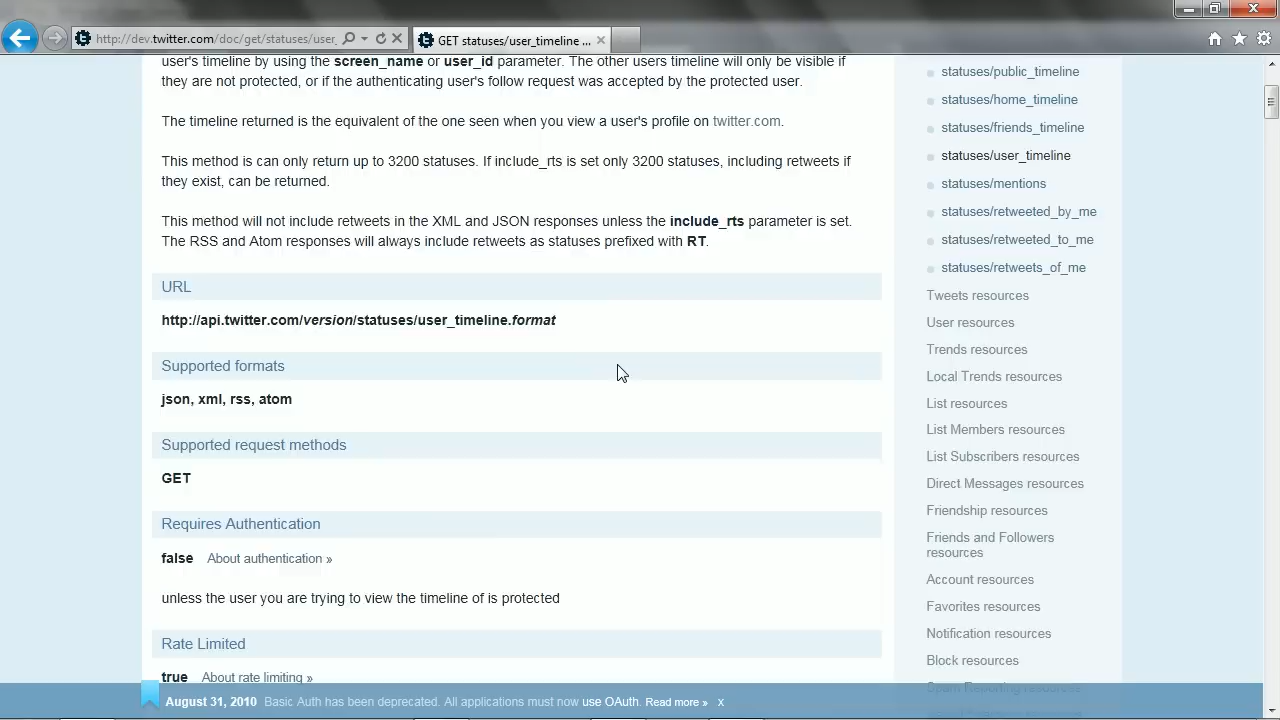 http://dev.twitter.com/doc/get/statuses/user_
GET statuses/user_timeline ...
user's timeline by using the screen_name or user_id parameter. The other users timeline will only be visible if
they are not protected, or if the authenticating user's follow request was accepted by the protected user.
The timeline returned is the equivalent of the one seen when you view a user's profile on twitter.com.
This method is can only return up to 3200 statuses. If include_rts is set only 3200 statuses, including retweets if
they exist, can be returned.
This method will not include retweets in the XML and JSON responses unless the include_rts parameter is set.
The RSS and Atom responses will always include retweets as statuses prefixed with RT.
URL
http://api.twitter.com/version/statuses/user_timeline.format
Supported formats
json, xml, rss, atom
Supported request methods
GET
Requires Authentication
false About authentication »
unless the user you are trying to view the timeline of is protected
Rate Limited
true About rate limiting »
statuses/public_timeline
statuses/home_timeline
statuses/friends_timeline
statuses/user_timeline
statuses/mentions
statuses/retweeted_by_me
statuses/retweeted_to_me
statuses/retweets_of_me
Tweets resources
User resources
Trends resources
Local Trends resources
List resources
List Members resources
List Subscribers resources
Direct Messages resources
Friendship resources
Friends and Followers
resources
Account resources
Favorites resources
Notification resources
Block resources
Spam Reporting resources
August 31, 2010 Basic Auth has been deprecated. All applications must now use OAuth. Read more » x